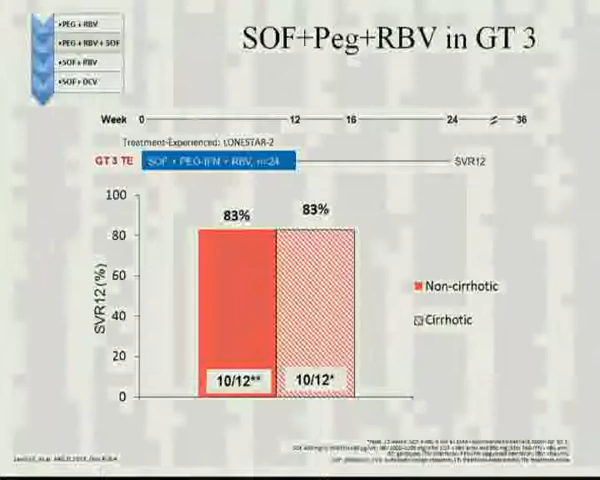 •PEG + RBV
•PEG + RBV + SOF
•SOF + RBV
•SOF + DCV
SOF+Peg+RBV in GT 3
Week 0 12 16 24 36
Treatment-Experienced: LONESTAR-2
GT 3 TE SOF + PEG-IFN + RBV, n=24 SVR12
100
80
60
40
20
0
SVR12 (%)
83%
83%
10/12**
10/12*
Non-cirrhotic
Cirrhotic